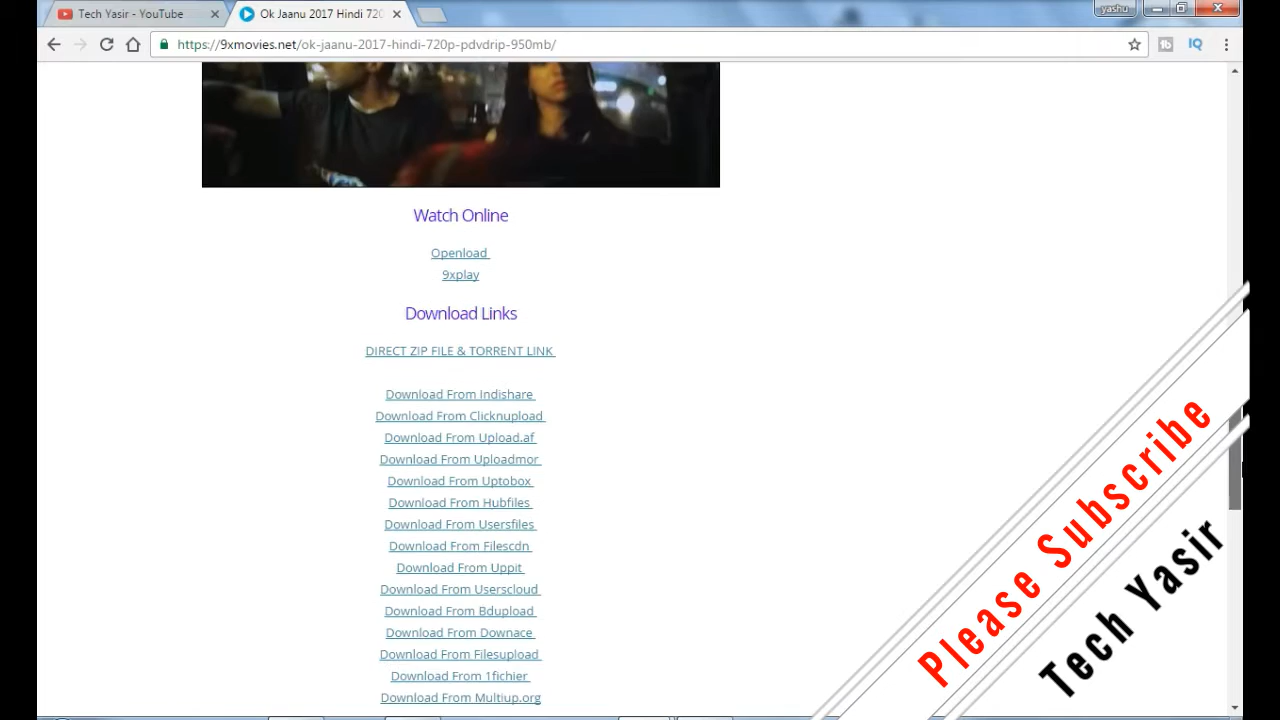 Tech Yasir - YouTube
Ok Jaanu 2017 Hindi 720
yashu
https://9xmovies.net/ok-jaanu-2017-hindi-720p-pdvdrip-950mb/
Watch Online
Openload
9xplay
Download Links
DIRECT ZIP FILE & TORRENT LINK
Download From Indishare
Download From Clicknupload
Download From Upload.af
Download From Uploadmor
Download From Uptobox
Download From Hubfiles
Download From Usersfiles
Download From Filescdn
Download From Uppit
Download From Userscloud
Download From Bdupload
Download From Downace
Download From Filesupload
Download From 1fichier
Download From Multiup.org
Please Subscribe
Tech Yasir